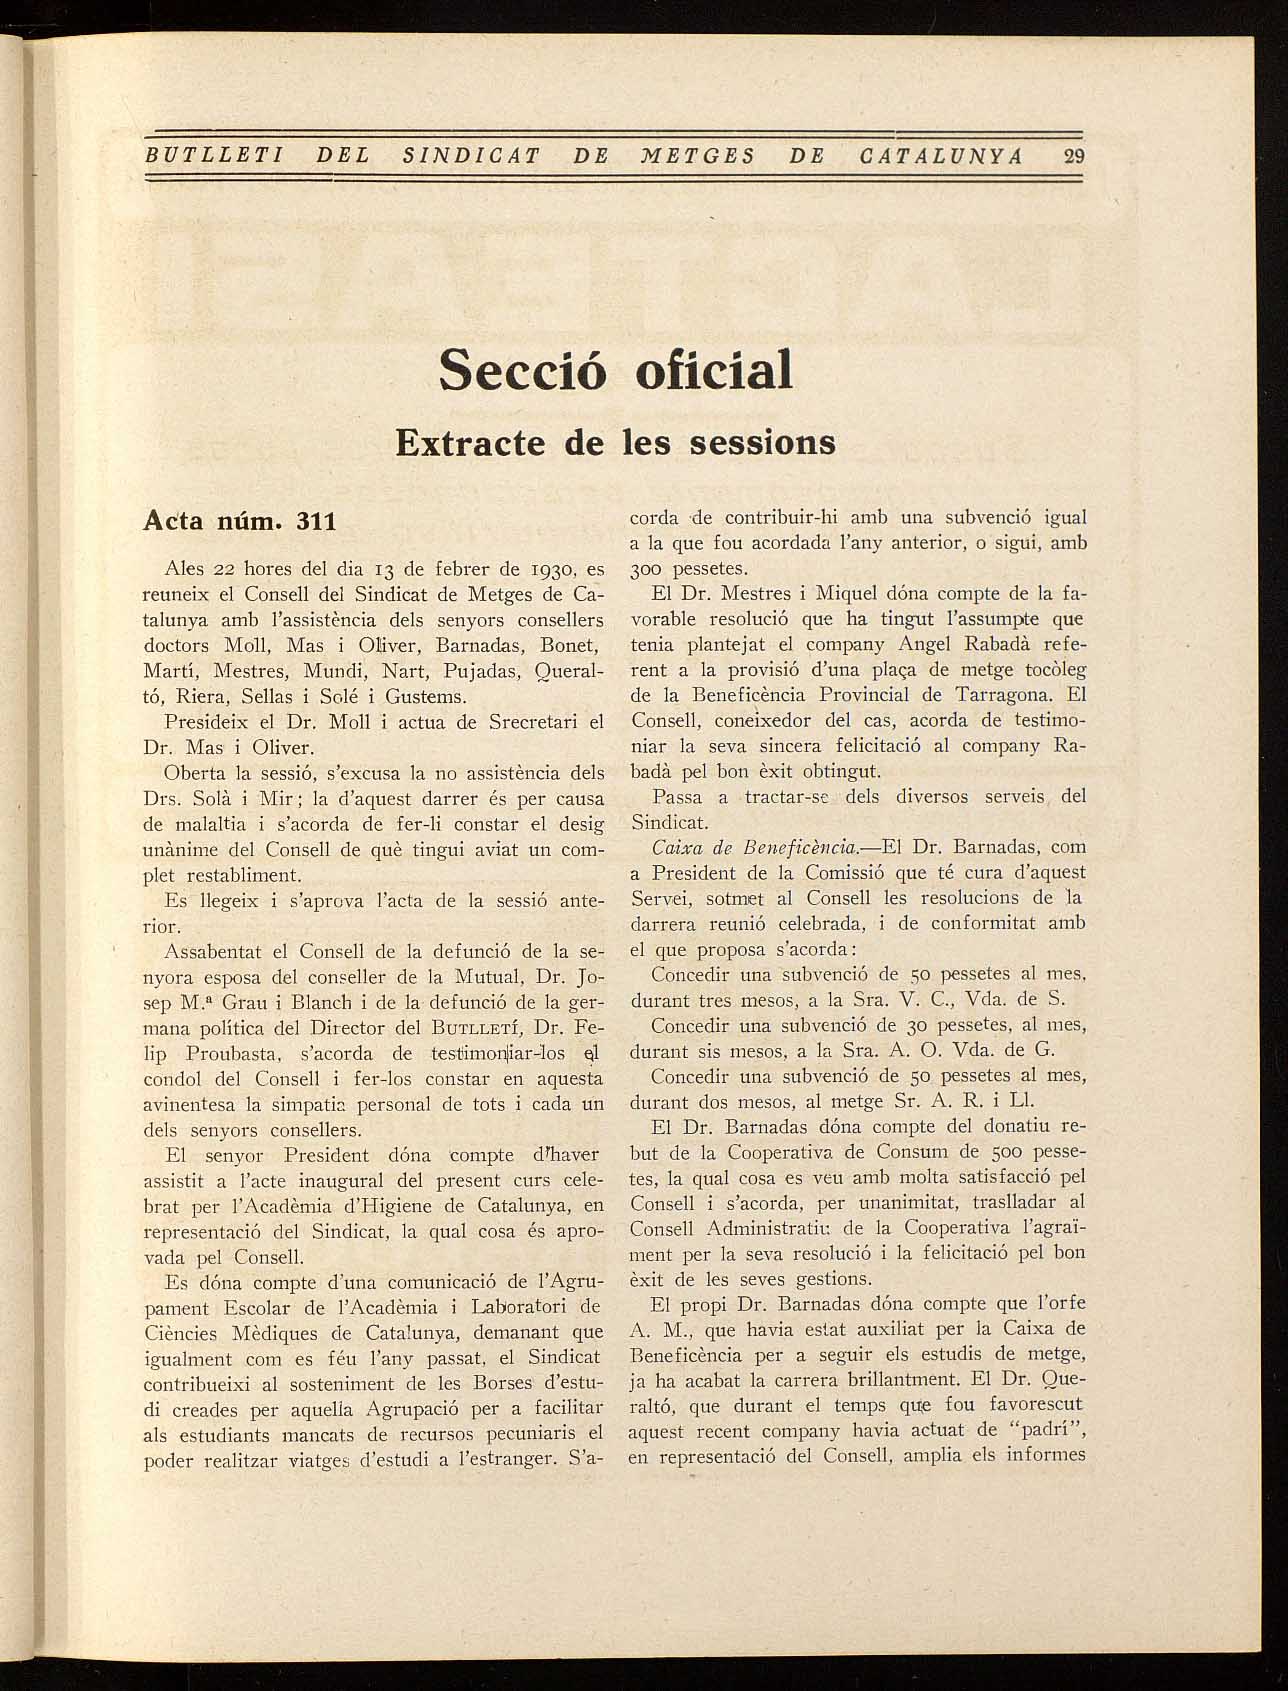 BUTLLETI DEL SINDICAT DE METGES DE CATALUNYA 29
Secció oficial
Extracte de les sessions
Acta núm. 311
Ales 22 hores del dia 13 de febrer de 1930, es
reuneix el Consell del Sindicat de Metges de Ca-
talunya amb l'assistència dels senyors consellers
doctors Moll, Mas i Oliver, Barnadas, Bonet,
Martí, Mestres, Mundi, Nart, Pujadas, Queral-
tó, Riera, Sellas i Solé i Gustems.
Presideix el Dr. Moll i actua de Srecretari el
Dr. Mas i Oliver.
Oberta la sessió, s'excusa la no assistència dels
Drs. Solà i Mir; la d'aquest darrer és per causa
de malaltia i s'acorda de fer-li constar el desig
unànime del Consell de què tingui aviat un com-
plet restabliment.
Es llegeix i s'aprova l'acta de la sessió ante-
rior.
Assabentat el Consell de la defunció de la se-
nyora esposa del conseller de la Mutual, Dr. Jo-
sep M.ª Grau i Blanch i de la defunció de la ger-
mana política del Director del BUTLLETÍ, Dr. Fe-
lip Proubasta, s'acorda de testimoniar-los el
condol del Consell i fer-los constar en aquesta
avinentesa la simpatia personal de tots i cada un
dels senyors consellers.
El senyor President dóna compte d'haver
assistit a l'acte inaugural del present curs cele-
brat per l'Acadèmia d'Higiene de Catalunya, en
representació del Sindicat, la qual cosa és apro-
vada pel Consell.
Es dóna compte d'una comunicació de l'Agru-
pament Escolar de l'Acadèmia i Laboratori de
Ciències Mèdiques de Catalunya, demanant que
igualment com es féu l'any passat, el Sindicat
contribueixi al sosteniment de les Borses d'estu-
di creades per aquella Agrupació per a facilitar
als estudiants mancats de recursos pecuniaris el
poder realitzar viatges d'estudi a l'estranger. S'a-
corda de contribuir-hi amb una subvenció igual
a la que fou acordada l'any anterior, o sigui, amb
300 pessetes.
El Dr. Mestres i Miquel dóna compte de la fa-
vorable resolució que ha tingut l'assumpte que
tenia plantejat el company Angel Rabadà refe-
rent a la provisió d'una plaça de metge tocòleg
de la Beneficència Provincial de Tarragona. El
Consell, coneixedor del cas, acorda de testimo-
niar la seva sincera felicitació al company Ra-
badà pel bon èxit obtingut.
Passa a tractar-se dels diversos serveis del
Sindicat.
Caixa de Beneficència.—El Dr. Barnadas, com
a President de la Comissió que té cura d'aquest
Servei, sotmet al Consell les resolucions de la
darrera reunió celebrada, i de conformitat amb
el que proposa s'acorda:
Concedir una subvenció de 50 pessetes al mes,
durant tres mesos, a la Sra. V. C., Vda. de S.
Concedir una subvenció de 30 pessetes, al mes,
durant sis mesos, a la Sra. A. O. Vda. de G.
Concedir una subvenció de 50 pessetes al mes,
durant dos mesos, al metge Sr. A. R. i Ll.
El Dr. Barnadas dóna compte del donatiu re-
but de la Cooperativa de Consum de 500 pesse-
tes, la qual cosa es veu amb molta satisfacció pel
Consell i s'acorda, per unanimitat, traslladar al
Consell Administratiu de la Cooperativa l'agraï-
ment per la seva resolució i la felicitació pel bon
èxit de les seves gestions.
El propi Dr. Barnadas dóna compte que l'orfe
A. M., que havia estat auxiliat per la Caixa de
Beneficència per a seguir els estudis de metge,
ja ha acabat la carrera brillantment. El Dr. Que-
raltó, que durant el temps que fou favorescut
aquest recent company havia actuat de "padrí",
en representació del Consell, amplia els informes